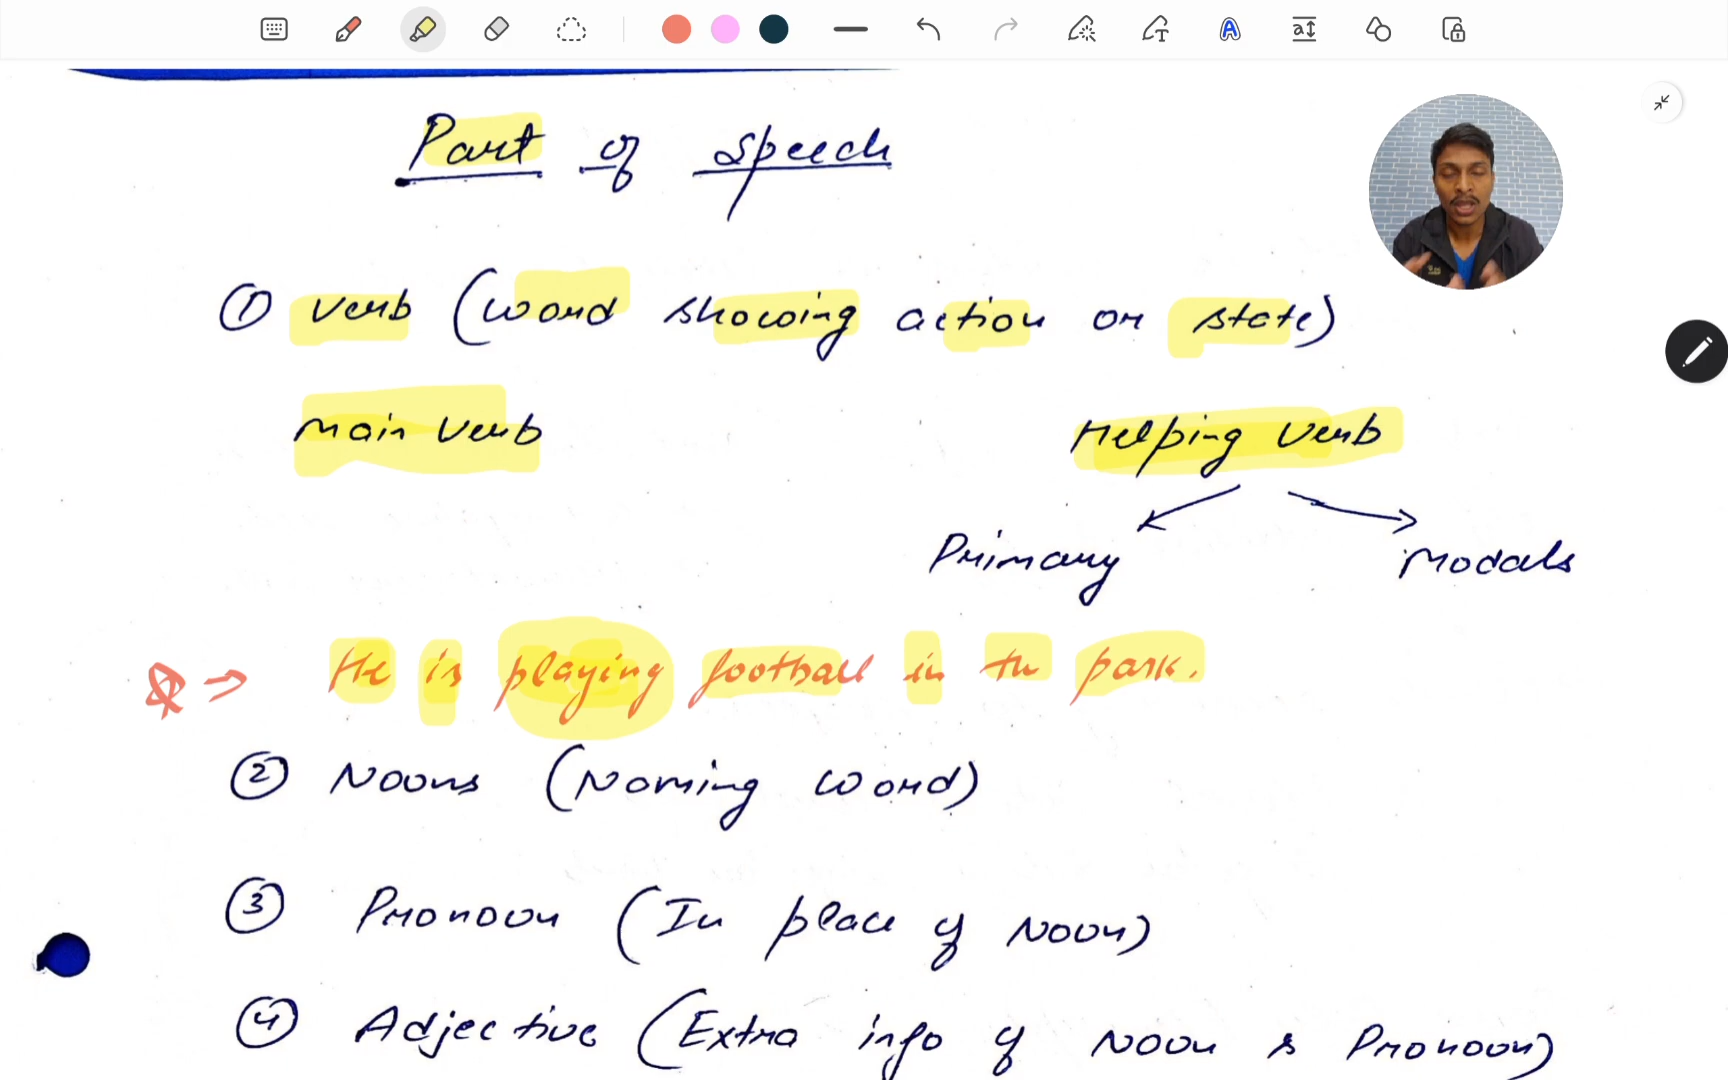 Part of speech
① Verb (word showing action or state)
Main Verb Helping Verb
Primary Modals
He is playing football in the park.
② Nouns (Naming word)
③ Pronoun (In place of Noun)
④ Adjective (Extra info of Noun & Pronoun)